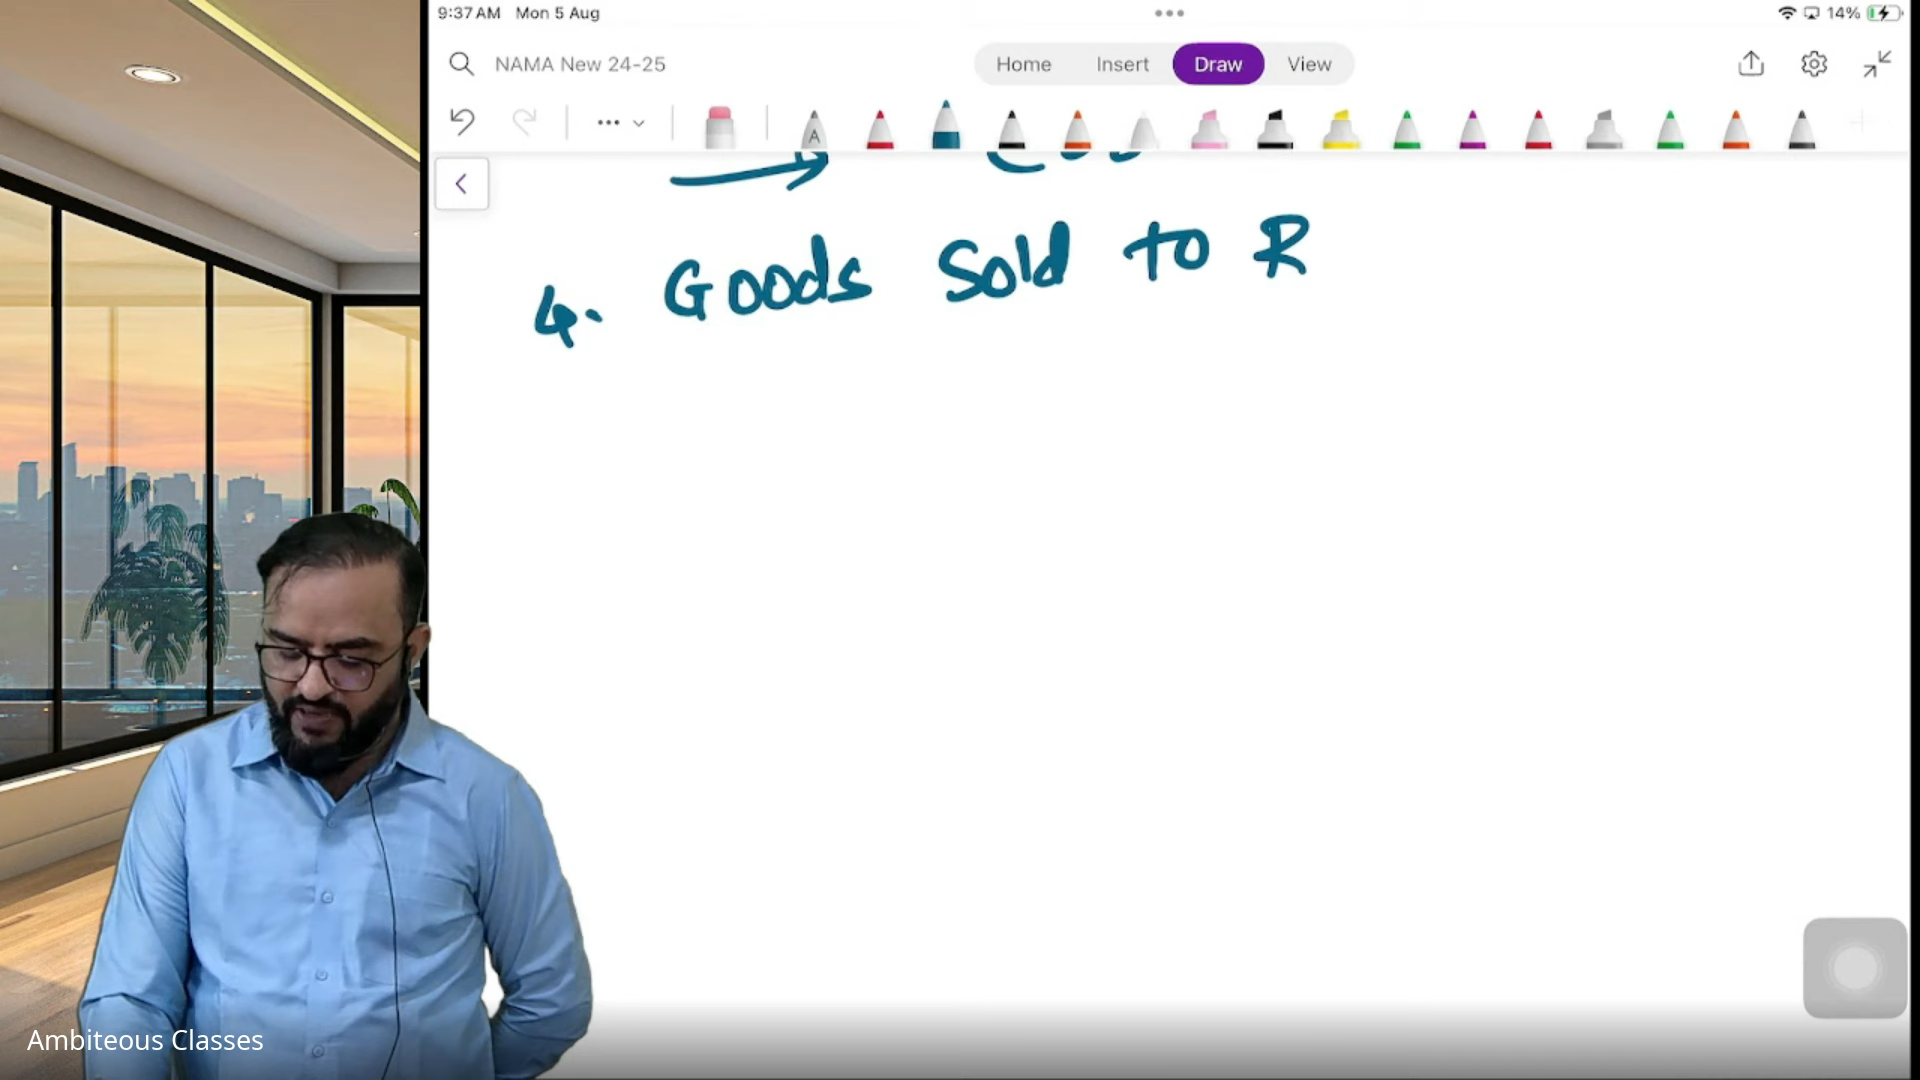 9:37 AM Mon 5 Aug
14%
NAMA New 24-25
Home Insert Draw View
A
4. Goods Sold to R
Ambiteous Classes